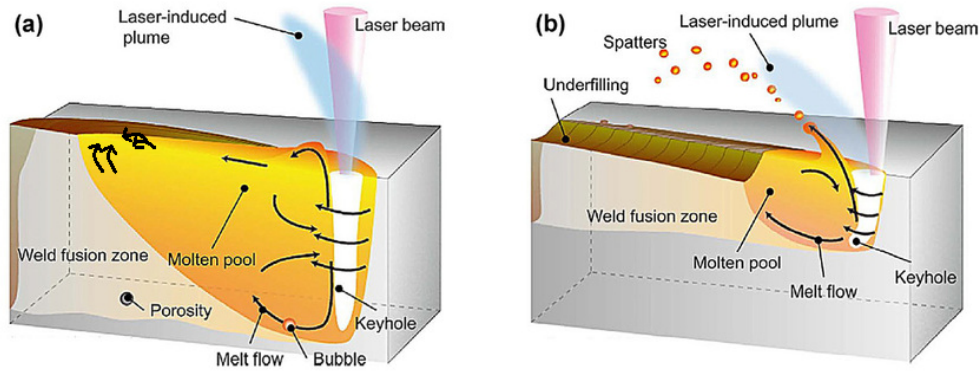 (a)
Laser-induced
plume
Laser beam
Molten pool
Weld fusion zone
Porosity
Keyhole
Melt flow
Bubble
(b)
Laser-induced
plume
Laser beam
Spatters
Underfilling
Weld fusion zone
Molten pool
Keyhole
Melt flow